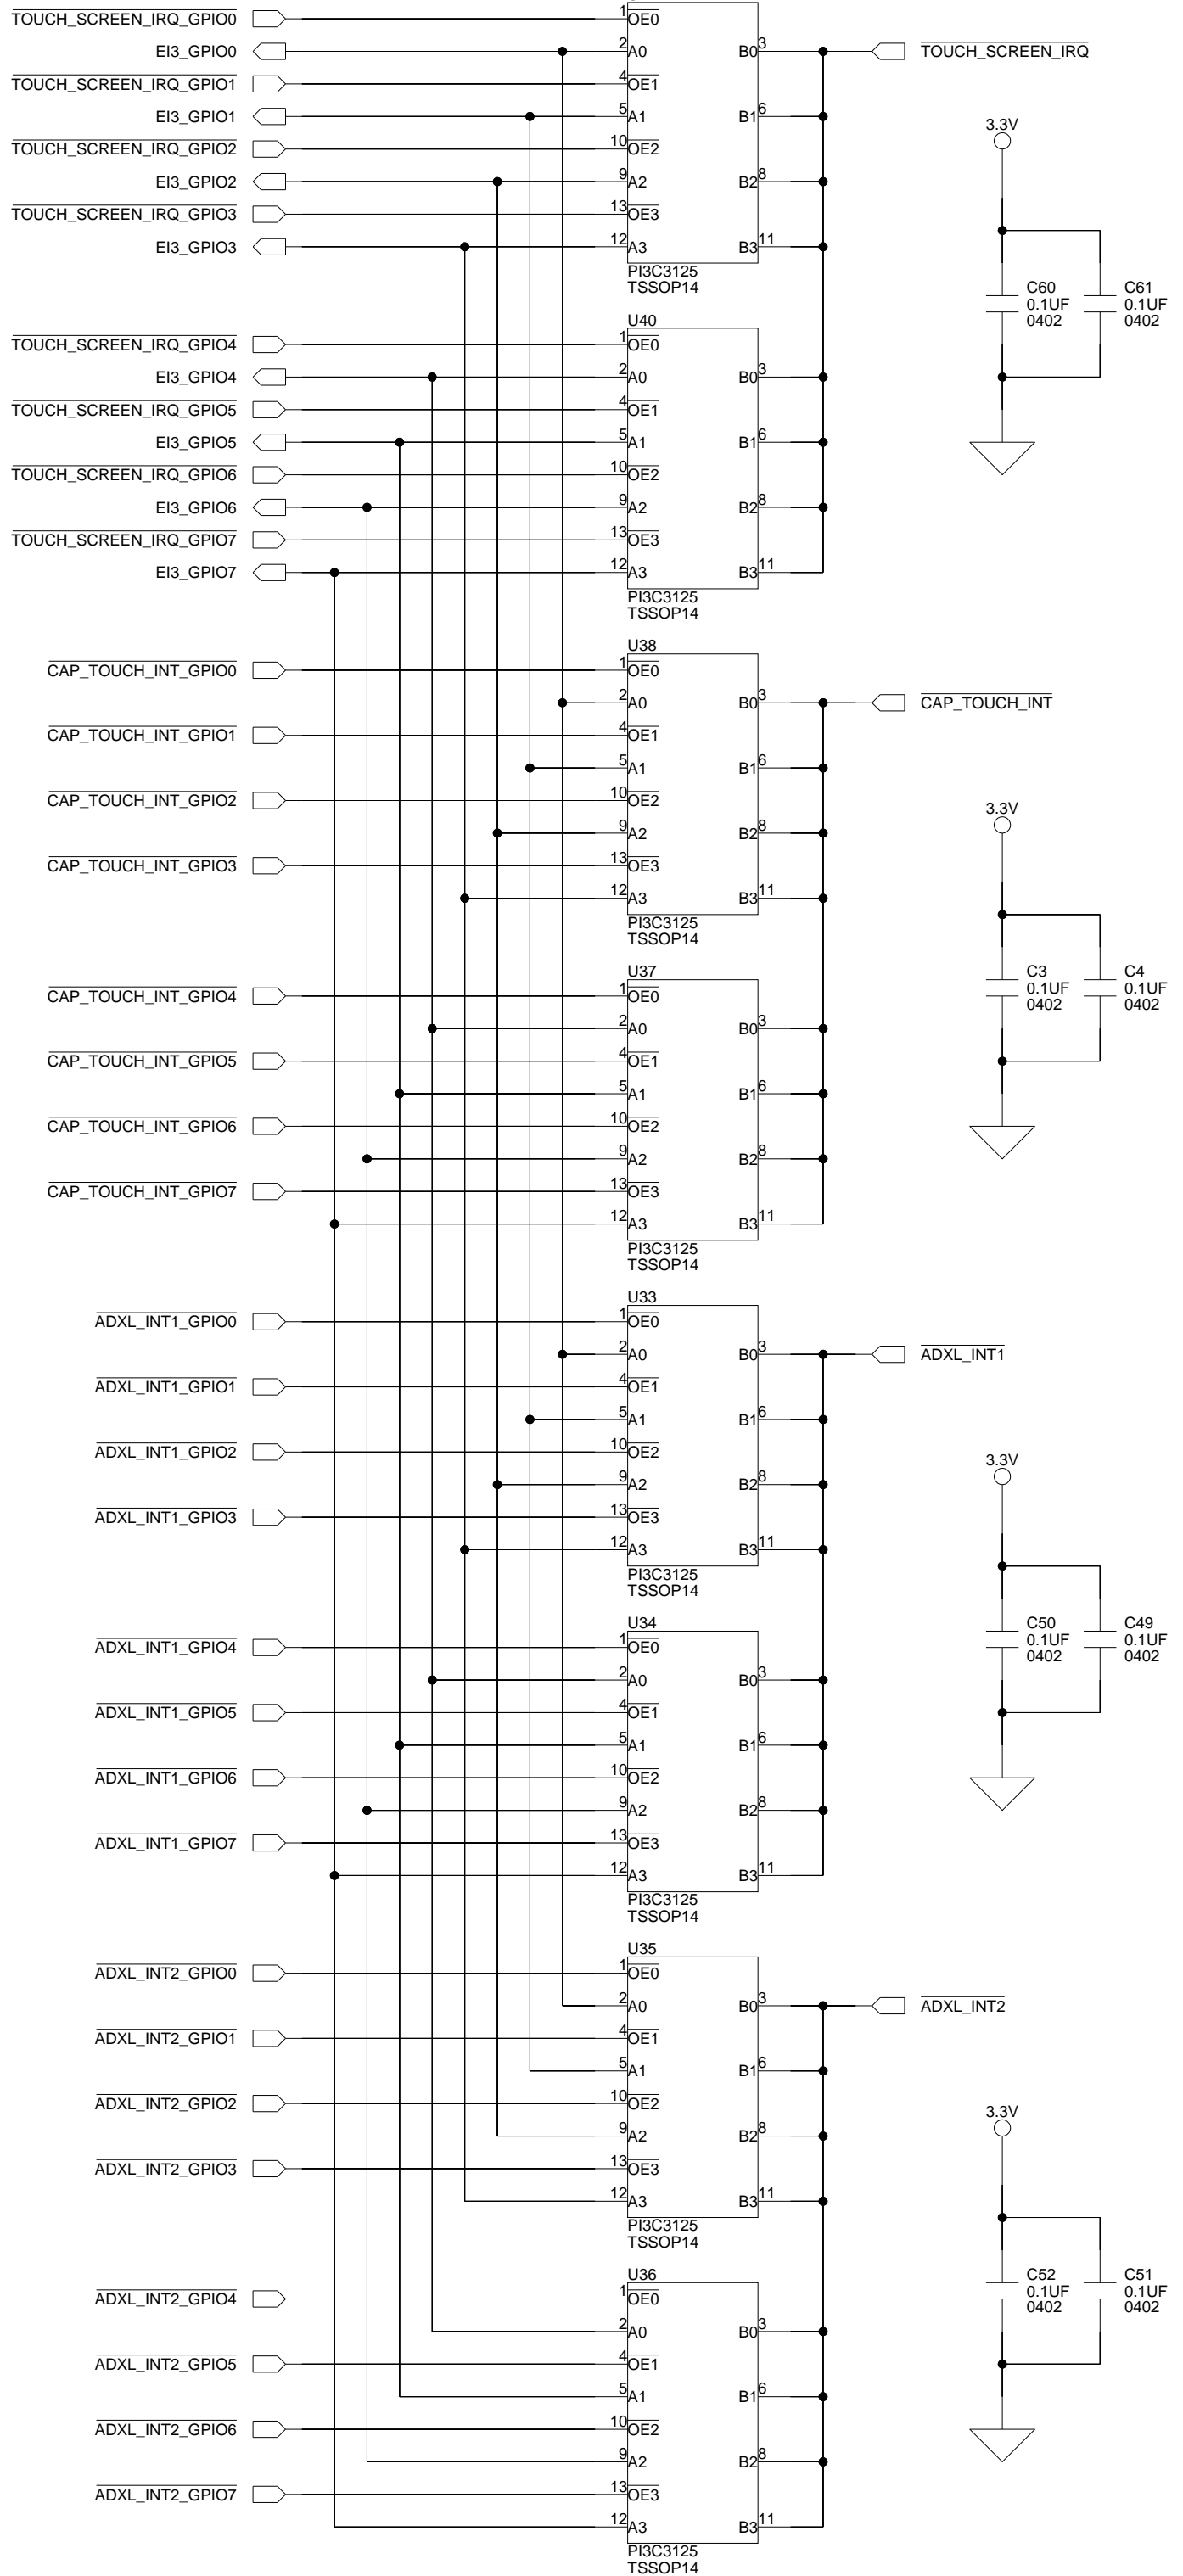 TOUCH_SCREEN_IRQ_GPIO0 1 OE0
EI3_GPIO0 2 A0 B0 3 TOUCH_SCREEN_IRQ
TOUCH_SCREEN_IRQ_GPIO1 4 OE1
EI3_GPIO1 5 A1 B1 6
3.3V
TOUCH_SCREEN_IRQ_GPIO2 10 OE2
EI3_GPIO2 9 A2 B2 8
TOUCH_SCREEN_IRQ_GPIO3 13 OE3
EI3_GPIO3 12 A3 B3 11
PI3C3125
TSSOP14
C60 C61
0.1UF 0.1UF
0402 0402
U40
TOUCH_SCREEN_IRQ_GPIO4 1 OE0
EI3_GPIO4 2 A0 B0 3
TOUCH_SCREEN_IRQ_GPIO5 4 OE1
EI3_GPIO5 5 A1 B1 6
TOUCH_SCREEN_IRQ_GPIO6 10 OE2
EI3_GPIO6 9 A2 B2 8
TOUCH_SCREEN_IRQ_GPIO7 13 OE3
EI3_GPIO7 12 A3 B3 11
PI3C3125
TSSOP14
U38
CAP_TOUCH_INT_GPIO0 1 OE0
2 A0 B0 3 CAP_TOUCH_INT
CAP_TOUCH_INT_GPIO1 4 OE1
5 A1 B1 6
CAP_TOUCH_INT_GPIO2 10 OE2
3.3V
9 A2 B2 8
CAP_TOUCH_INT_GPIO3 13 OE3
12 A3 B3 11
PI3C3125
TSSOP14
U37
C3 C4
0.1UF 0.1UF
0402 0402
CAP_TOUCH_INT_GPIO4 1 OE0
2 A0 B0 3
CAP_TOUCH_INT_GPIO5 4 OE1
5 A1 B1 6
CAP_TOUCH_INT_GPIO6 10 OE2
9 A2 B2 8
CAP_TOUCH_INT_GPIO7 13 OE3
12 A3 B3 11
PI3C3125
TSSOP14
U33
ADXL_INT1_GPIO0 1 OE0
2 A0 B0 3 ADXL_INT1
ADXL_INT1_GPIO1 4 OE1
5 A1 B1 6
ADXL_INT1_GPIO2 10 OE2
3.3V
9 A2 B2 8
ADXL_INT1_GPIO3 13 OE3
12 A3 B3 11
PI3C3125
TSSOP14
U34
C50 C49
0.1UF 0.1UF
0402 0402
ADXL_INT1_GPIO4 1 OE0
2 A0 B0 3
ADXL_INT1_GPIO5 4 OE1
5 A1 B1 6
ADXL_INT1_GPIO6 10 OE2
9 A2 B2 8
ADXL_INT1_GPIO7 13 OE3
12 A3 B3 11
PI3C3125
TSSOP14
U35
ADXL_INT2_GPIO0 1 OE0
2 A0 B0 3 ADXL_INT2
ADXL_INT2_GPIO1 4 OE1
5 A1 B1 6
ADXL_INT2_GPIO2 10 OE2
3.3V
9 A2 B2 8
ADXL_INT2_GPIO3 13 OE3
12 A3 B3 11
PI3C3125
TSSOP14
U36
C52 C51
0.1UF 0.1UF
0402 0402
ADXL_INT2_GPIO4 1 OE0
2 A0 B0 3
ADXL_INT2_GPIO5 4 OE1
5 A1 B1 6
ADXL_INT2_GPIO6 10 OE2
9 A2 B2 8
ADXL_INT2_GPIO7 13 OE3
12 A3 B3 11
PI3C3125
TSSOP14